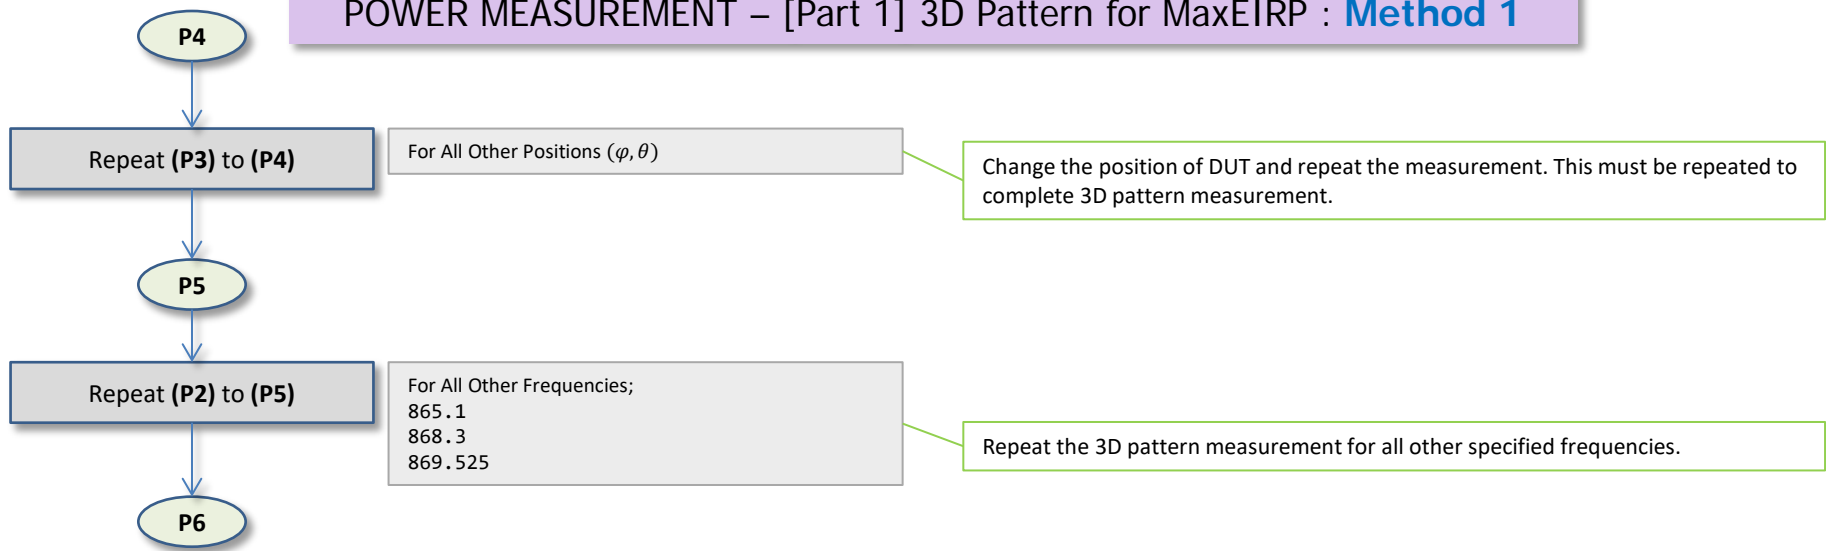 POWER MEASUREMENT – [Part 1] 3D Pattern for MaxEIRP : Method 1
P4
Repeat (P3) to (P4)
For All Other Positions (φ, θ)
Change the position of DUT and repeat the measurement. This must be repeated to
complete 3D pattern measurement.
P5
Repeat (P2) to (P5)
For All Other Frequencies;
865.1
868.3
869.525
Repeat the 3D pattern measurement for all other specified frequencies.
P6